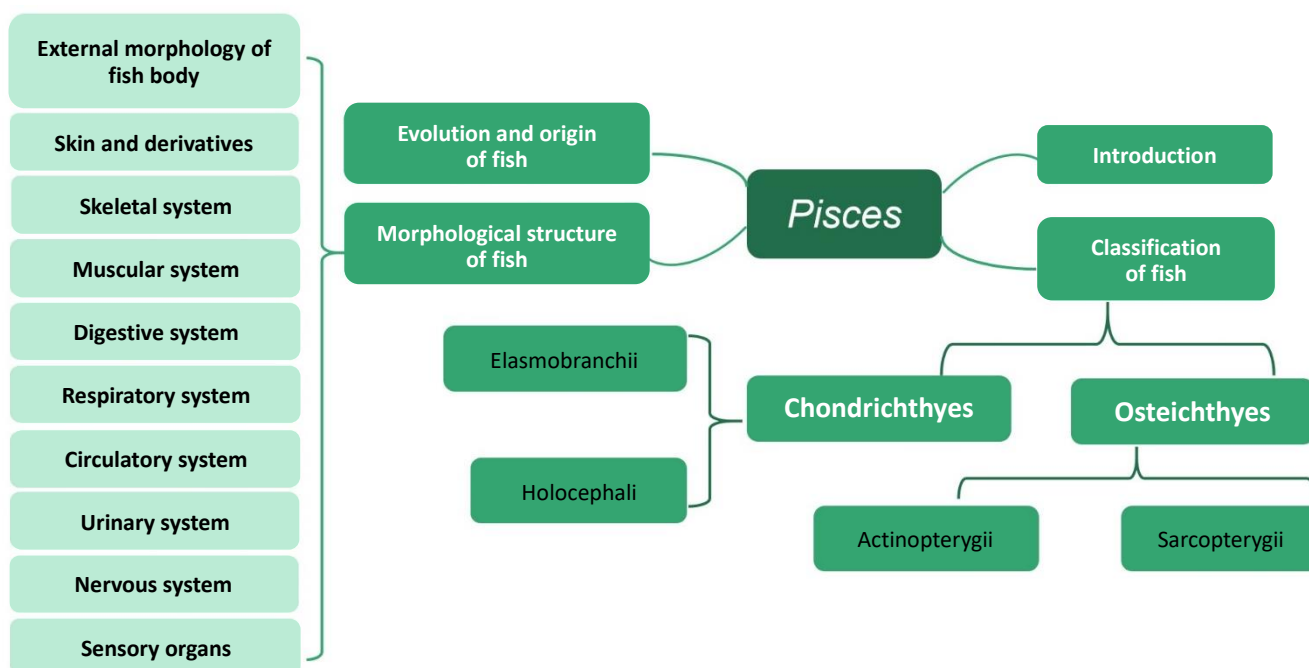 External morphology of
fish body
Skin and derivatives
Skeletal system
Muscular system
Digestive system
Respiratory system
Circulatory system
Urinary system
Nervous system
Sensory organs
Evolution and origin
of fish
Morphological structure
of fish
Pisces
Introduction
Classification
of fish
Chondrichthyes
Osteichthyes
Elasmobranchii
Holocephali
Actinopterygii
Sarcopterygii